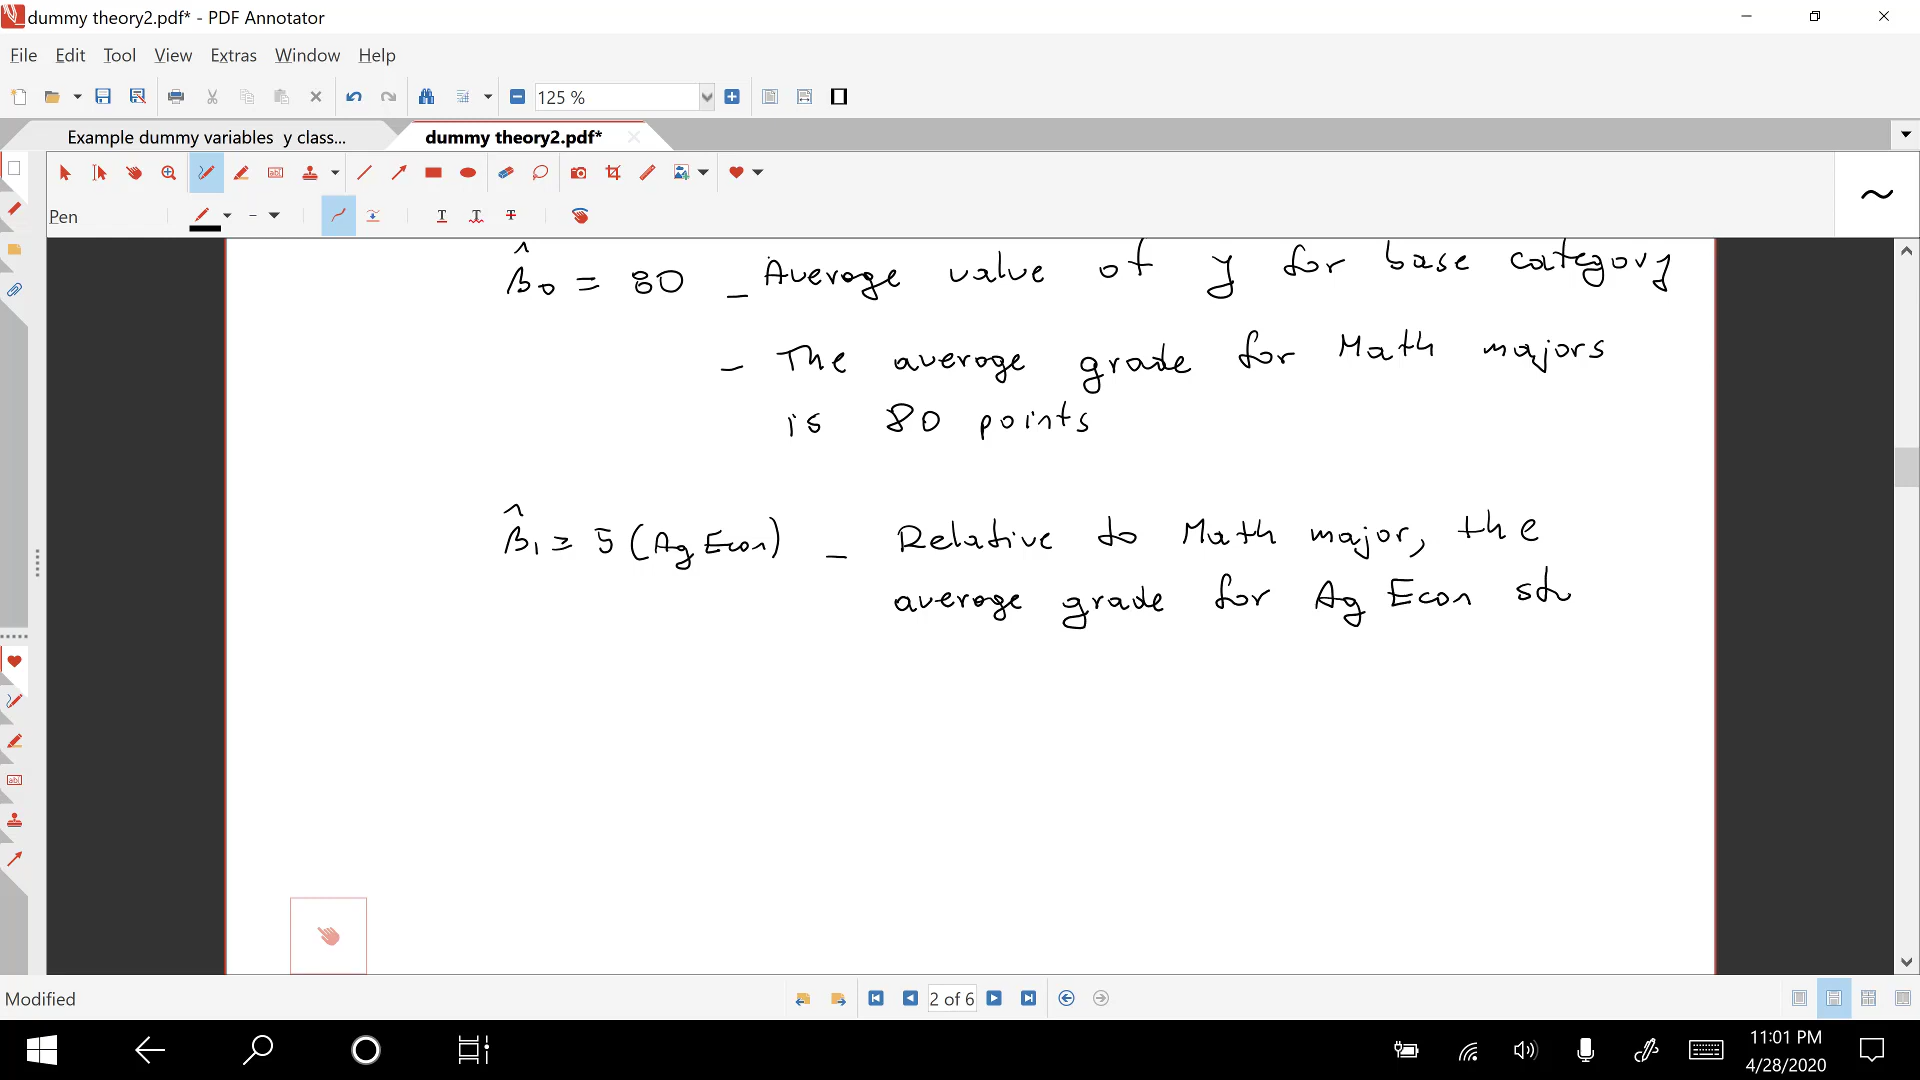 dummy theory2.pdf* - PDF Annotator
File Edit Tool View Extras Window Help
125 %
Example dummy variables y class...
dummy theory2.pdf*
Pen
β̂₀ = 80 – Average value of y for base category
– The average grade for Math majors
is 80 points
β̂₁ = 5 (Ag Econ) – Relative to Math major, the
average grade for Ag Econ stu
Modified
2 of 6
11:01 PM
4/28/2020